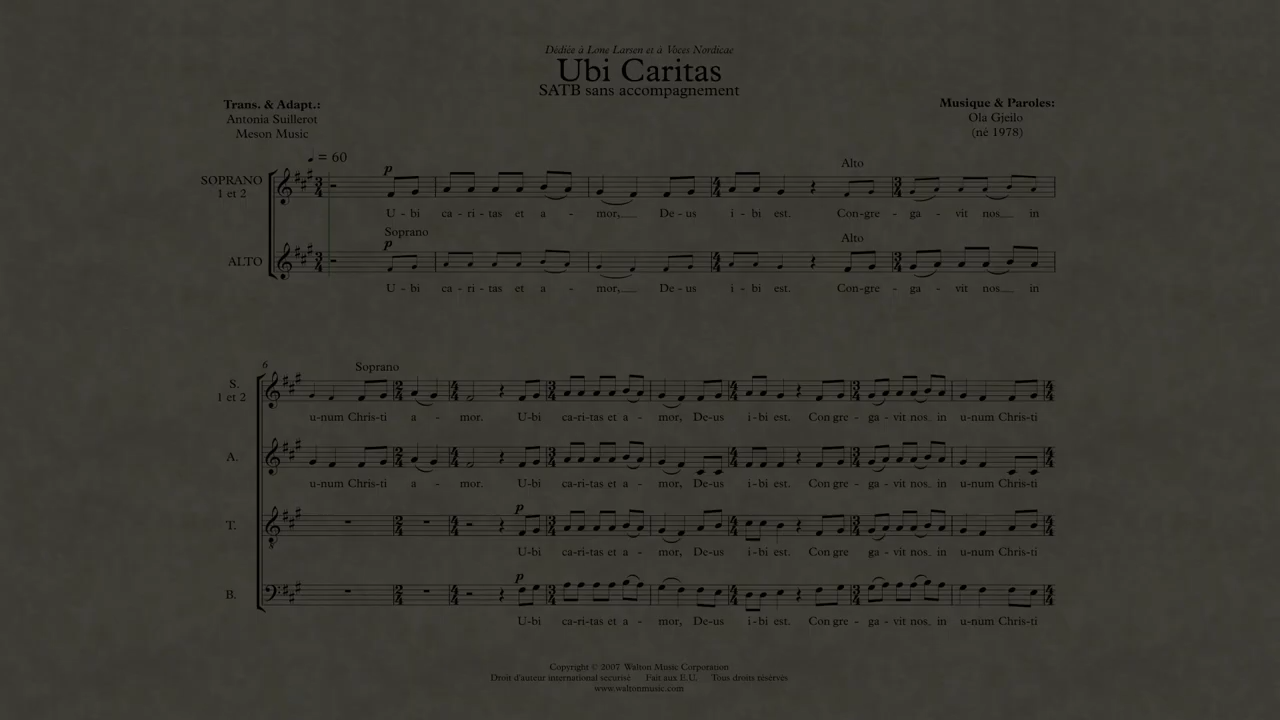 Dédiée à Lone Larsen et à Voces Nordicae
Ubi Caritas
SATB sans accompagnement
Trans. & Adapt.:
Antonia Suillerot
Meson Music
Musique & Paroles:
Ola Gjeilo
(né 1978)
= 60
SOPRANO
1 et 2
p
Alto
U - bi ca - ri - tas et a - mor, De - us i - bi est. Con-gre - ga - vit nos in
Soprano
p
Alto
ALTO
U - bi ca - ri - tas et a - mor, De - us i - bi est. Con-gre - ga - vit nos in
6
Soprano
S.
1 et 2
u-num Chris-ti a - mor. U-bi ca-ri-tas et a - mor, De-us i-bi est. Con gre - ga - vit nos in u-num Chris-ti
A.
u-num Chris-ti a - mor. U-bi ca-ri-tas et a - mor, De-us i-bi est. Con gre - ga - vit nos in u-num Chris-ti
p
T.
U-bi ca-ri-tas et a - mor, De-us i-bi est. Con gre ga - vit nos in u-num Chris-ti
p
B.
U-bi ca-ri-tas et a - mor, De-us i-bi est. Con gre - ga - vit nos in u-num Chris-ti
Copyright © 2007 Walton Music Corporation
Droit d'auteur international securisé Fait aux E.U. Tous droits résérvés
www.waltonmusic.com